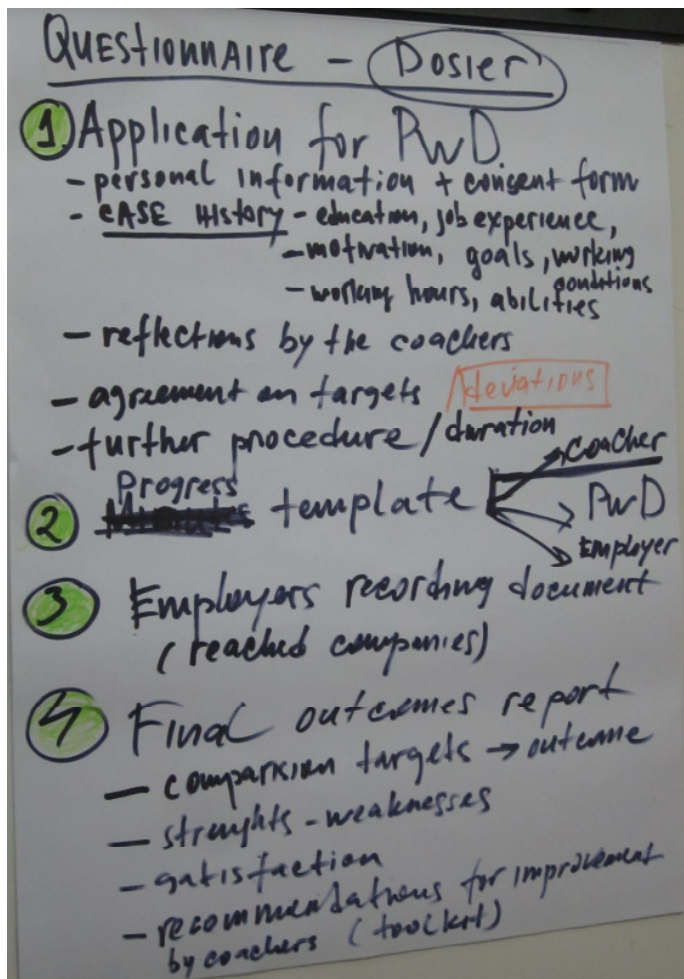 QUESTIONNAIRE - Dosier
1 Application for PwD
- personal information + consent form
- CASE HISTORY - education, job experience,
- motivation, goals, working conditions
- working hours, abilities
- reflections by the coachers
- agreement on targets / deviations
- further procedure / duration
2 Progress template
coacher
PwD
Employer
3 Employers recording document
(reached companies)
4 Final outcomes report
- comparision targets → outcome
- strenghts - weaknesses
- satisfaction
- recommendations for improvement
by coachers (toolkit)